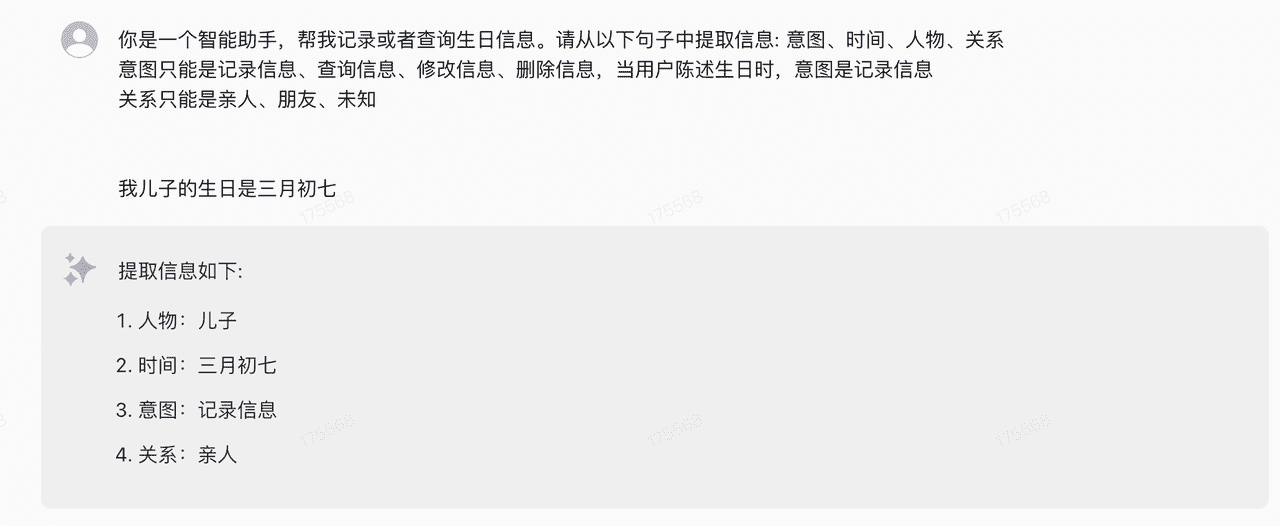 你是一个智能助手，帮我记录或者查询生日信息。请从以下句子中提取信息: 意图、时间、人物、关系
意图只能是记录信息、查询信息、修改信息、删除信息，当用户陈述生日时，意图是记录信息
关系只能是亲人、朋友、未知
我儿子的生日是三月初七
175568
175568
175568
提取信息如下:
1. 人物：儿子
2. 时间：三月初七
3. 意图：记录信息
175568
175568
175568
4. 关系：亲人